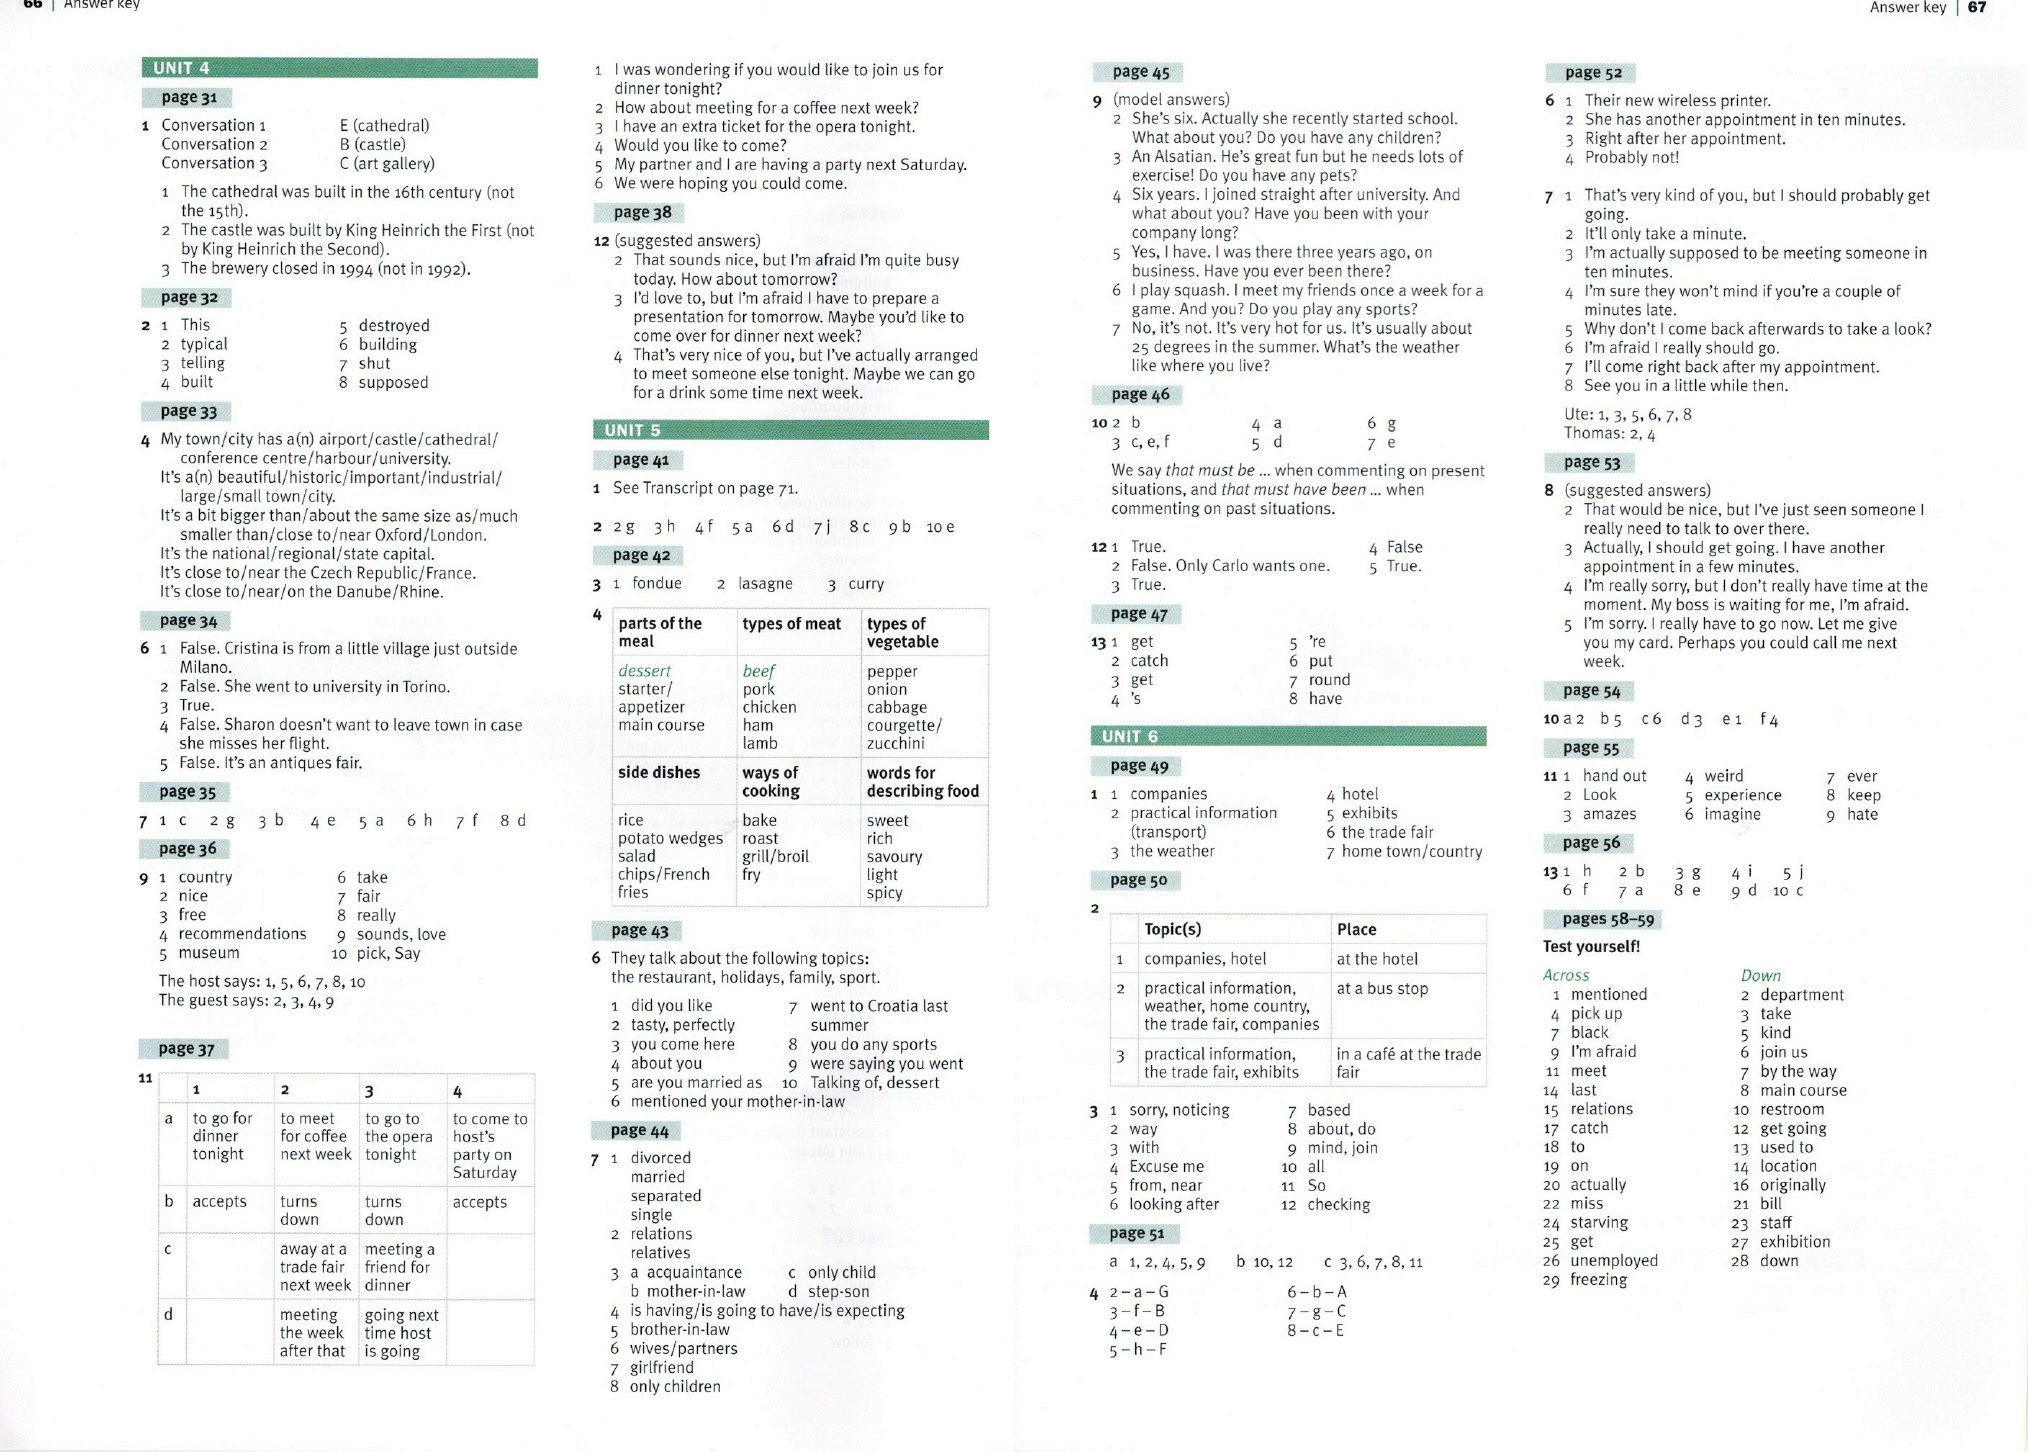 66 | Answer key
UNIT 4
page 31
1 Conversation 1 E (cathedral)
Conversation 2 B (castle)
Conversation 3 C (art gallery)
1 The cathedral was built in the 16th century (not
the 15th).
2 The castle was built by King Heinrich the First (not
by King Heinrich the Second).
3 The brewery closed in 1994 (not in 1992).
page 32
2 1 This 5 destroyed
2 typical 6 building
3 telling 7 shut
4 built 8 supposed
page 33
4 My town/city has a(n) airport/castle/cathedral/
conference centre/harbour/university.
It's a(n) beautiful/historic/important/industrial/
large/small town/city.
It's a bit bigger than/about the same size as/much
smaller than/close to/near Oxford/London.
It's the national/regional/state capital.
It's close to/near the Czech Republic/France.
It's close to/near/on the Danube/Rhine.
page 34
6 1 False. Cristina is from a little village just outside
Milano.
2 False. She went to university in Torino.
3 True.
4 False. Sharon doesn't want to leave town in case
she misses her flight.
5 False. It's an antiques fair.
page 35
7 1 c 2 g 3 b 4 e 5 a 6 h 7 f 8 d
page 36
9 1 country 6 take
2 nice 7 fair
3 free 8 really
4 recommendations 9 sounds, love
5 museum 10 pick, Say
The host says: 1, 5, 6, 7, 8, 10
The guest says: 2, 3, 4, 9
page 37
11 1 2 3 4
a to go for to meet to go to to come to
dinner for coffee the opera host's
tonight next week tonight party on
Saturday
b accepts turns turns accepts
down down
c away at a meeting a
trade fair friend for
next week dinner
d meeting going next
the week time host
after that is going
1 I was wondering if you would like to join us for
dinner tonight?
2 How about meeting for a coffee next week?
3 I have an extra ticket for the opera tonight.
4 Would you like to come?
5 My partner and I are having a party next Saturday.
6 We were hoping you could come.
page 38
12 (suggested answers)
2 That sounds nice, but I'm afraid I'm quite busy
today. How about tomorrow?
3 I'd love to, but I'm afraid I have to prepare a
presentation for tomorrow. Maybe you'd like to
come over for dinner next week?
4 That's very nice of you, but I've actually arranged
to meet someone else tonight. Maybe we can go
for a drink some time next week.
UNIT 5
page 41
1 See Transcript on page 71.
2 2 g 3 h 4 f 5 a 6 d 7 j 8 c 9 b 10 e
page 42
3 1 fondue 2 lasagne 3 curry
4 parts of the types of meat types of
meal vegetable
dessert beef pepper
starter/ pork onion
appetizer chicken cabbage
main course ham courgette/
lamb zucchini
side dishes ways of words for
cooking describing food
rice bake sweet
potato wedges roast rich
salad grill/broil savoury
chips/French fry light
fries spicy
page 43
6 They talk about the following topics:
the restaurant, holidays, family, sport.
1 did you like 7 went to Croatia last
2 tasty, perfectly summer
3 you come here 8 you do any sports
4 about you 9 were saying you went
5 are you married as 10 Talking of, dessert
6 mentioned your mother-in-law
page 44
7 1 divorced
married
separated
single
2 relations
relatives
3 a acquaintance c only child
b mother-in-law d step-son
4 is having/is going to have/is expecting
5 brother-in-law
6 wives/partners
7 girlfriend
8 only children
Answer key | 67
page 45
9 (model answers)
2 She's six. Actually she recently started school.
What about you? Do you have any children?
3 An Alsatian. He's great fun but he needs lots of
exercise! Do you have any pets?
4 Six years. I joined straight after university. And
what about you? Have you been with your
company long?
5 Yes, I have. I was there three years ago, on
business. Have you ever been there?
6 I play squash. I meet my friends once a week for a
game. And you? Do you play any sports?
7 No, it's not. It's very hot for us. It's usually about
25 degrees in the summer. What's the weather
like where you live?
page 46
10 2 b 4 a 6 g
3 c, e, f 5 d 7 e
We say that must be ... when commenting on present
situations, and that must have been ... when
commenting on past situations.
12 1 True. 4 False
2 False. Only Carlo wants one. 5 True.
3 True.
page 47
13 1 get 5 're
2 catch 6 put
3 get 7 round
4 's 8 have
UNIT 6
page 49
1 1 companies 4 hotel
2 practical information 5 exhibits
(transport) 6 the trade fair
3 the weather 7 home town/country
page 50
2
Topic(s) Place
1 companies, hotel at the hotel
2 practical information, at a bus stop
weather, home country,
the trade fair, companies
3 practical information, in a café at the trade
the trade fair, exhibits fair
3 1 sorry, noticing 7 based
2 way 8 about, do
3 with 9 mind, join
4 Excuse me 10 all
5 from, near 11 So
6 looking after 12 checking
page 51
a 1, 2, 4, 5, 9 b 10, 12 c 3, 6, 7, 8, 11
4 2 – a – G 6 – b – A
3 – f – B 7 – g – C
4 – e – D 8 – c – E
5 – h – F
page 52
6 1 Their new wireless printer.
2 She has another appointment in ten minutes.
3 Right after her appointment.
4 Probably not!
7 1 That's very kind of you, but I should probably get
going.
2 It'll only take a minute.
3 I'm actually supposed to be meeting someone in
ten minutes.
4 I'm sure they won't mind if you're a couple of
minutes late.
5 Why don't I come back afterwards to take a look?
6 I'm afraid I really should go.
7 I'll come right back after my appointment.
8 See you in a little while then.
Ute: 1, 3, 5, 6, 7, 8
Thomas: 2, 4
page 53
8 (suggested answers)
2 That would be nice, but I've just seen someone I
really need to talk to over there.
3 Actually, I should get going. I have another
appointment in a few minutes.
4 I'm really sorry, but I don't really have time at the
moment. My boss is waiting for me, I'm afraid.
5 I'm sorry. I really have to go now. Let me give
you my card. Perhaps you could call me next
week.
page 54
10 a 2 b 5 c 6 d 3 e 1 f 4
page 55
11 1 hand out 4 weird 7 ever
2 Look 5 experience 8 keep
3 amazes 6 imagine 9 hate
page 56
13 1 h 2 b 3 g 4 i 5 j
6 f 7 a 8 e 9 d 10 c
pages 58–59
Test yourself!
Across Down
1 mentioned 2 department
4 pick up 3 take
7 black 5 kind
9 I'm afraid 6 join us
11 meet 7 by the way
14 last 8 main course
15 relations 10 restroom
17 catch 12 get going
18 to 13 used to
19 on 14 location
20 actually 16 originally
22 miss 21 bill
24 starving 23 staff
25 get 27 exhibition
26 unemployed 28 down
29 freezing